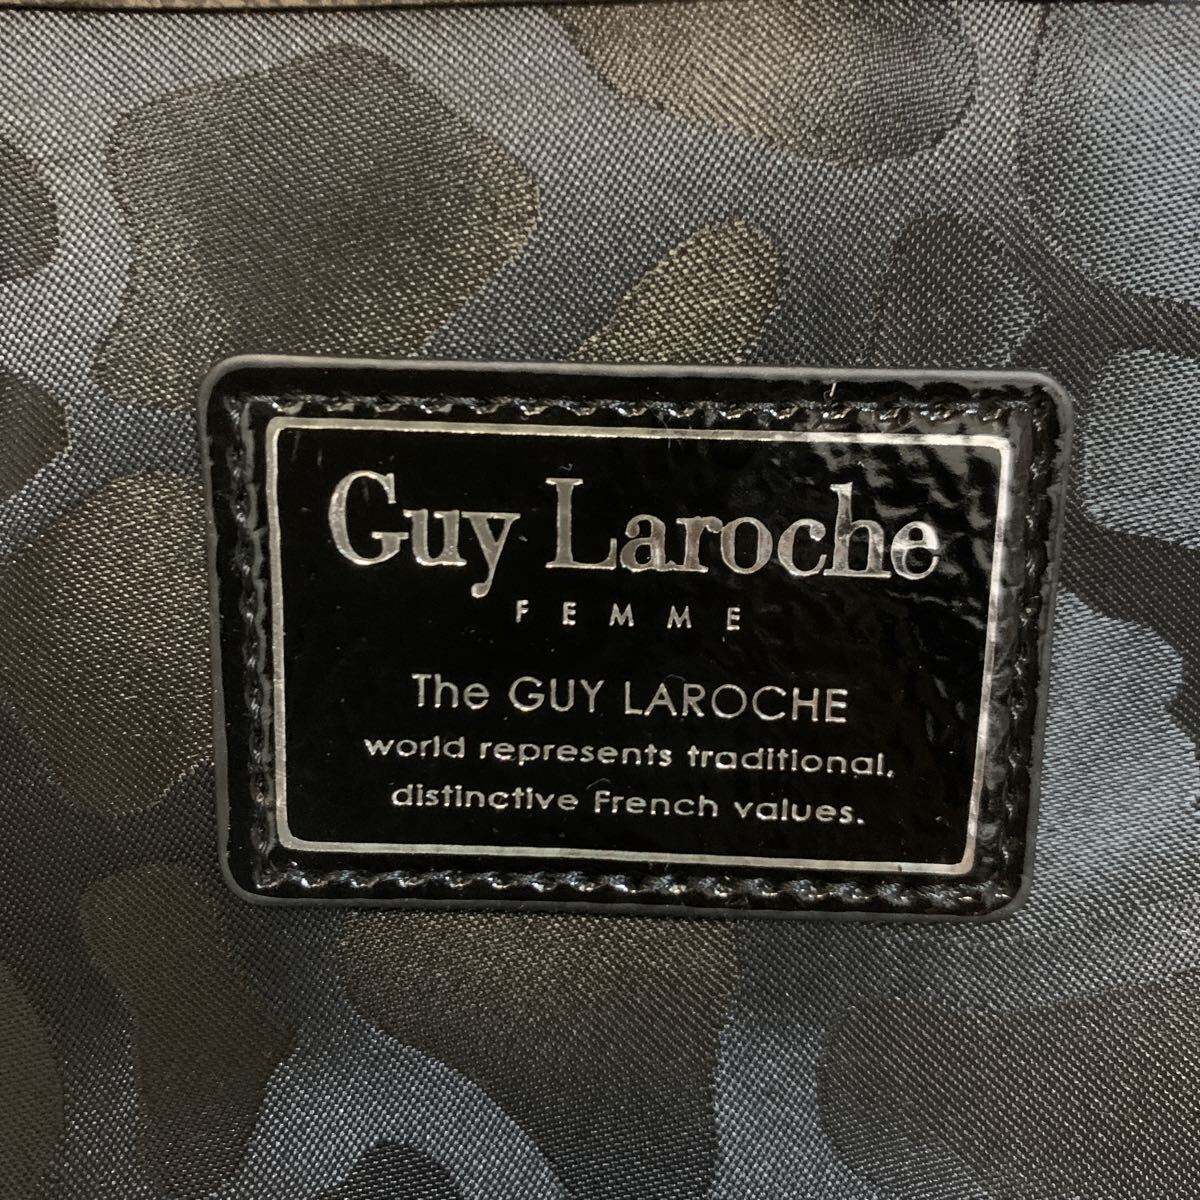 Guy Laroche
FEMME
The GUY LAROCHE
world represents traditional,
distinctive French values.